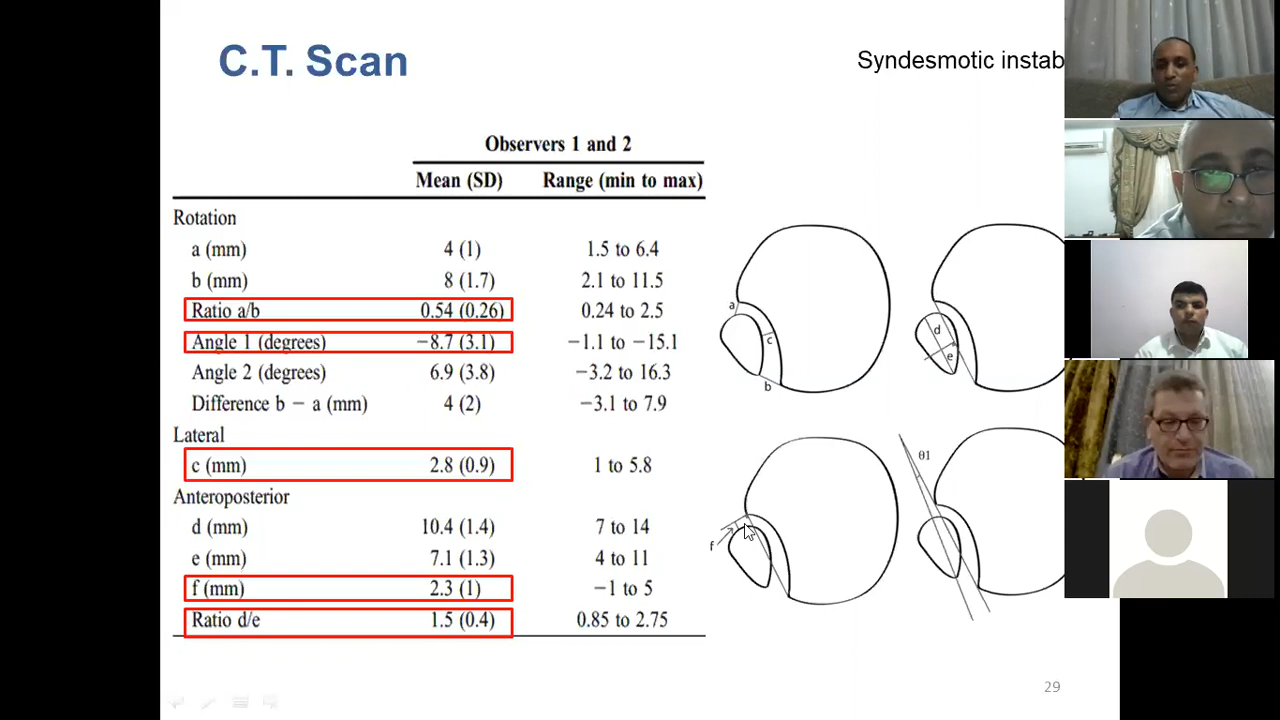 C.T. Scan
Syndesmotic instab
Observers 1 and 2
Mean (SD) Range (min to max)
Rotation
a (mm) 4 (1) 1.5 to 6.4
b (mm) 8 (1.7) 2.1 to 11.5
Ratio a/b 0.54 (0.26) 0.24 to 2.5
Angle 1 (degrees) −8.7 (3.1) −1.1 to −15.1
Angle 2 (degrees) 6.9 (3.8) −3.2 to 16.3
Difference b − a (mm) 4 (2) −3.1 to 7.9
Lateral
c (mm) 2.8 (0.9) 1 to 5.8
Anteroposterior
d (mm) 10.4 (1.4) 7 to 14
e (mm) 7.1 (1.3) 4 to 11
f (mm) 2.3 (1) −1 to 5
Ratio d/e 1.5 (0.4) 0.85 to 2.75
a
c
b
d
e
f
θ1
29